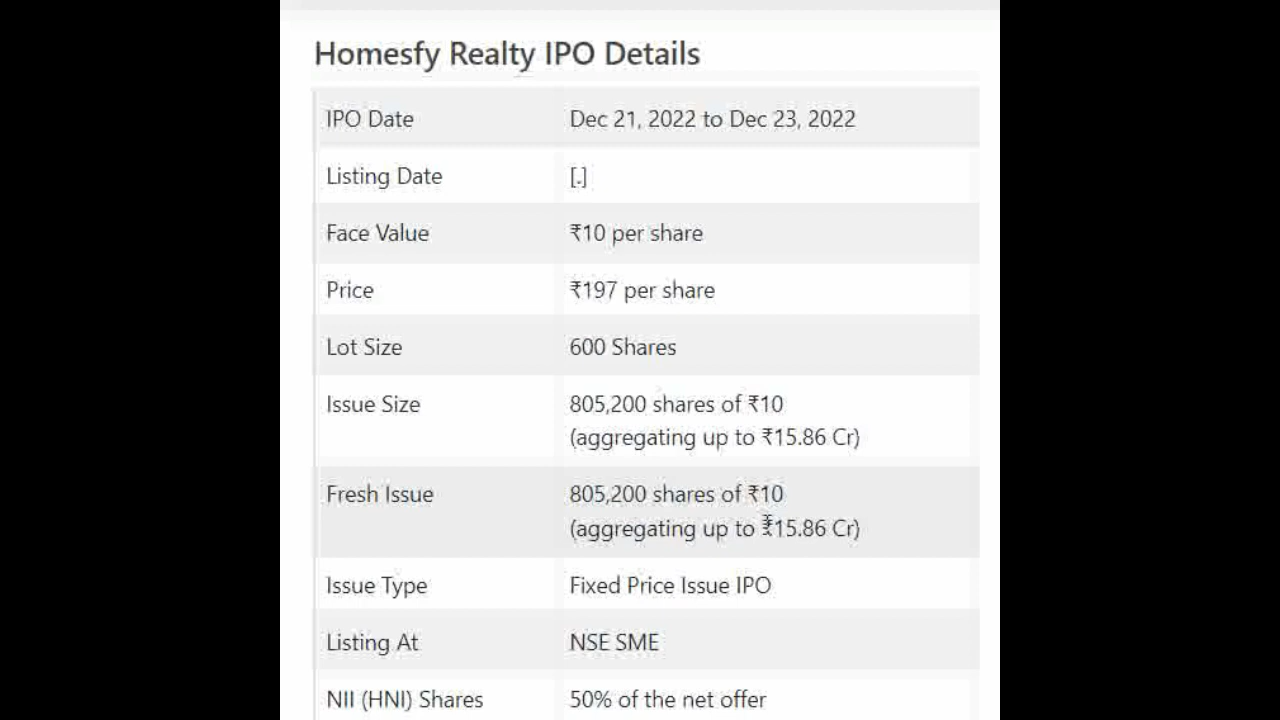 Homesfy Realty IPO Details
IPO Date Dec 21, 2022 to Dec 23, 2022
Listing Date [.]
Face Value ₹10 per share
Price ₹197 per share
Lot Size 600 Shares
Issue Size 805,200 shares of ₹10
(aggregating up to ₹15.86 Cr)
Fresh Issue 805,200 shares of ₹10
(aggregating up to ₹15.86 Cr)
Issue Type Fixed Price Issue IPO
Listing At NSE SME
NII (HNI) Shares 50% of the net offer